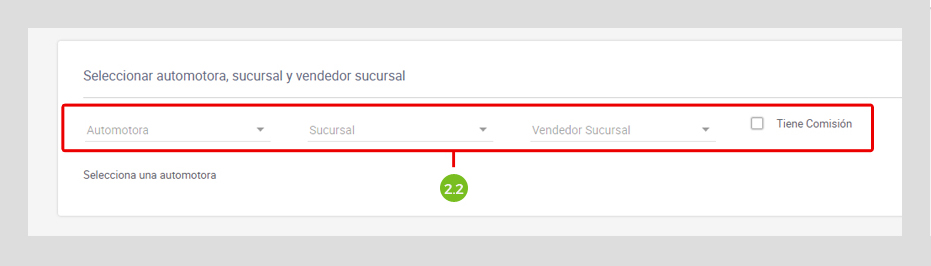 Seleccionar automotora, sucursal y vendedor sucursal
Automotora Sucursal Vendedor Sucursal Tiene Comisión
Selecciona una automotora
2.2